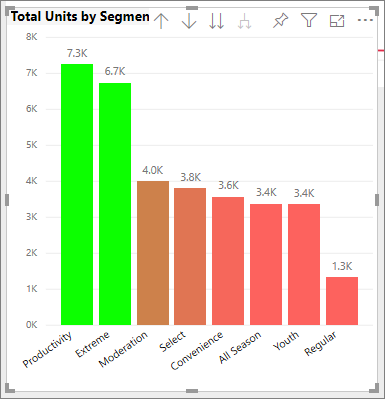 Total Units by Segmen
8K
7K
6K
5K
4K
3K
2K
1K
0K
7.3K
6.7K
4.0K
3.8K
3.6K
3.4K
3.4K
1.3K
Productivity
Extreme
Moderation
Select
Convenience
All Season
Youth
Regular